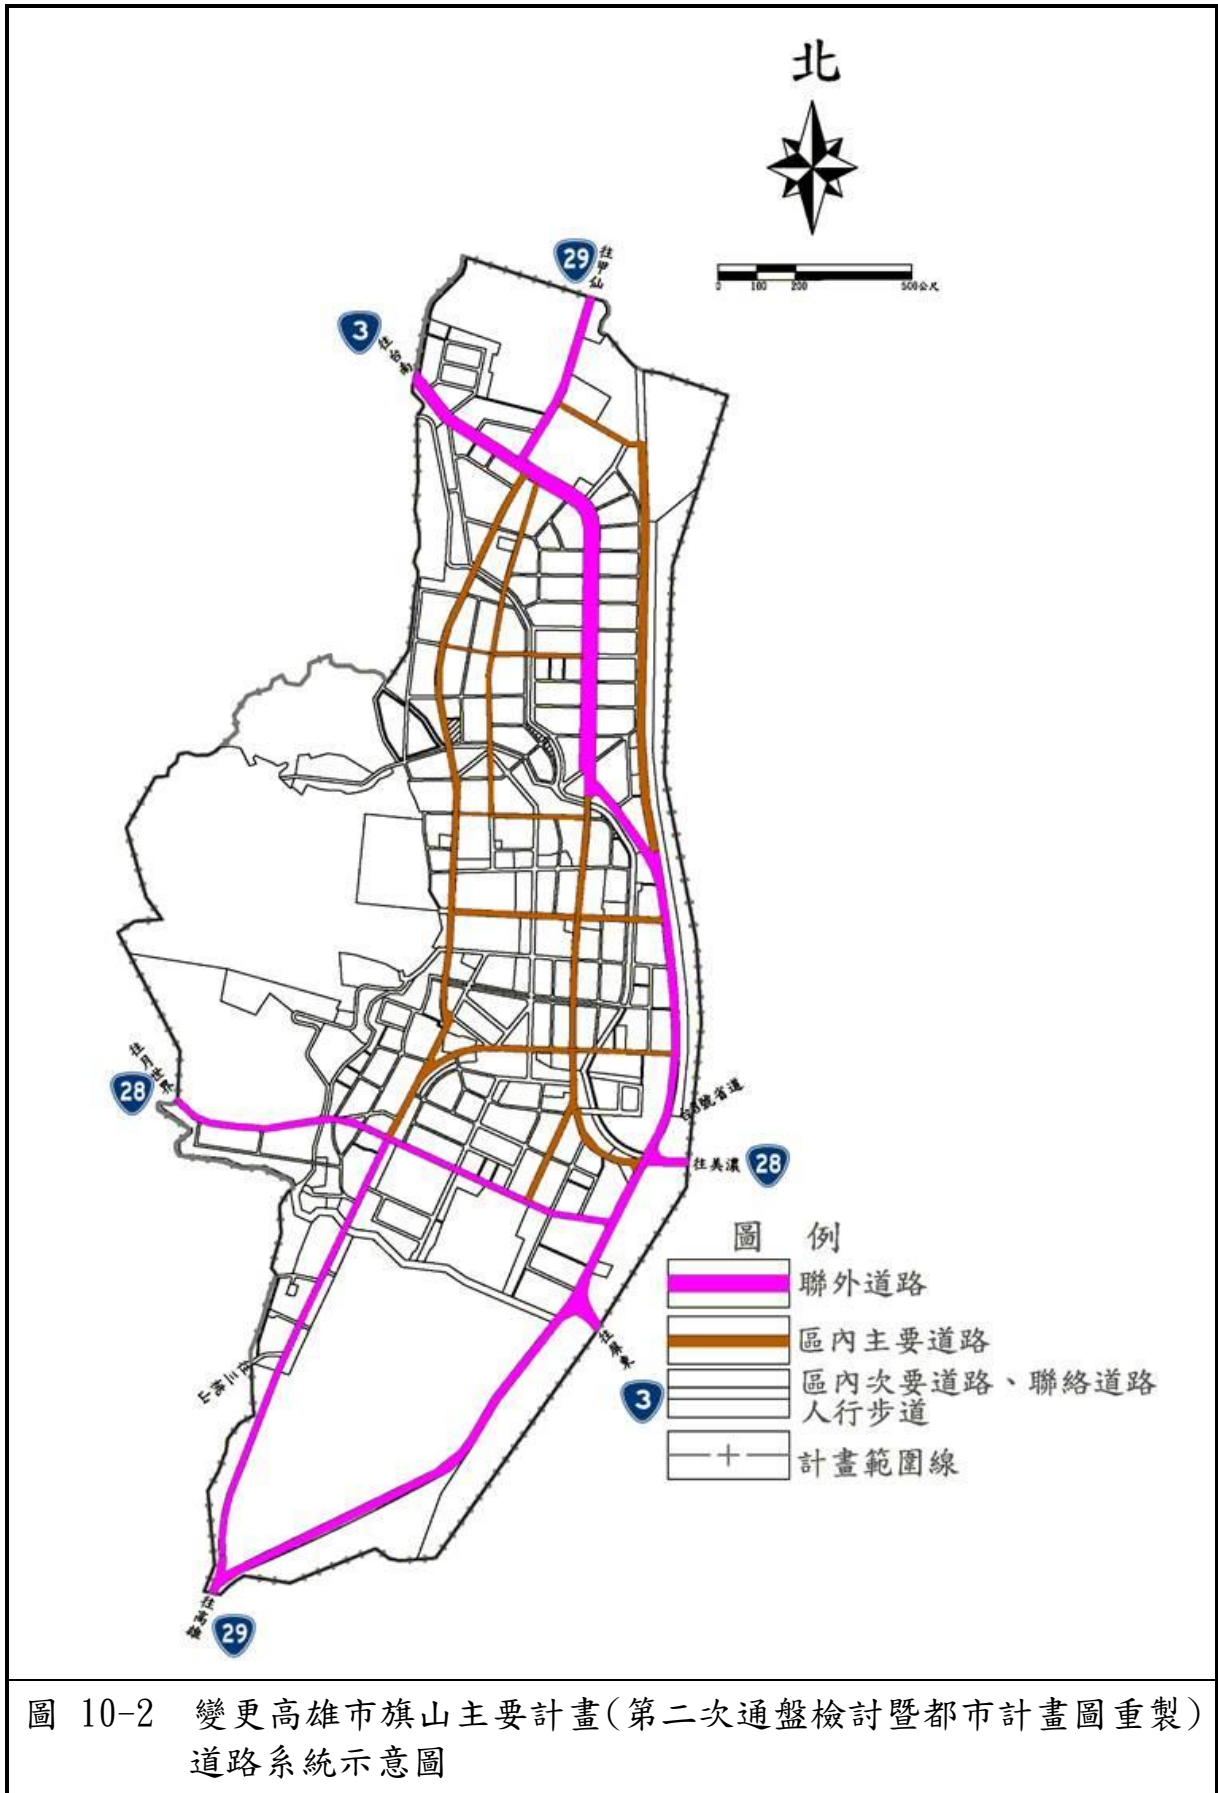 北
0 100 200 500公尺
29
往甲仙
3
往台南
往月世界
28
台3號省道
往美濃
28
圖 例
聯外道路
區內主要道路
區內次要道路、聯絡道路
人行步道
計畫範圍線
往屏東
3
往高雄
29
圖 10-2 變更高雄市旗山主要計畫(第二次通盤檢討暨都市計畫圖重製)
道路系統示意圖